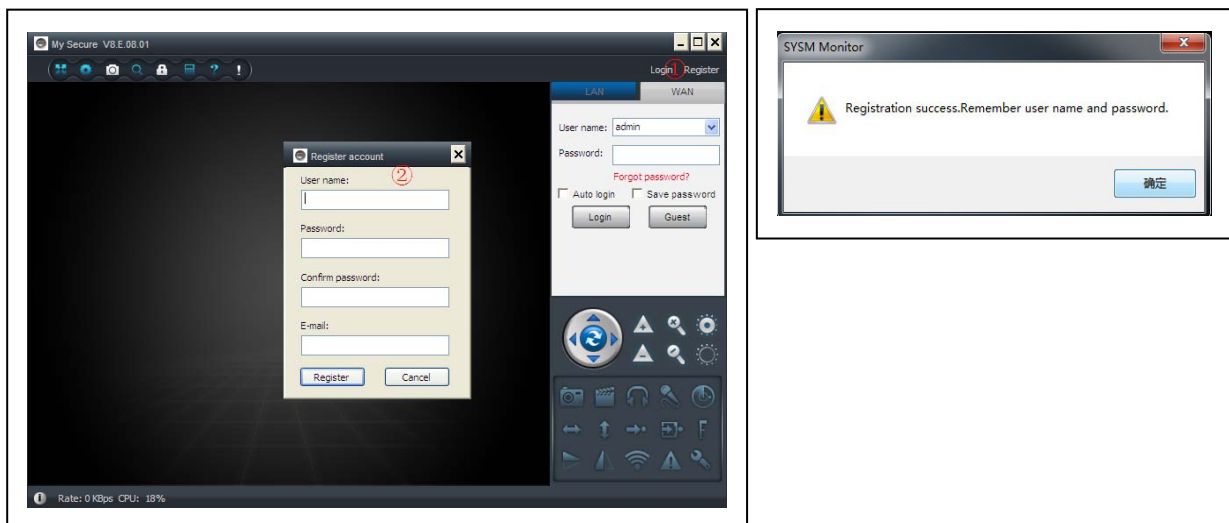 My Secure V8.E.08.01
Login ① Register
LAN WAN
User name: admin
Password:
Forgot password?
Auto login Save password
Login Guest
Register account
②
User name:
Password:
Confirm password:
E-mail:
Register Cancel
Rate: 0 KBps CPU: 18%
SYSM Monitor
Registration success.Remember user name and password.
确定